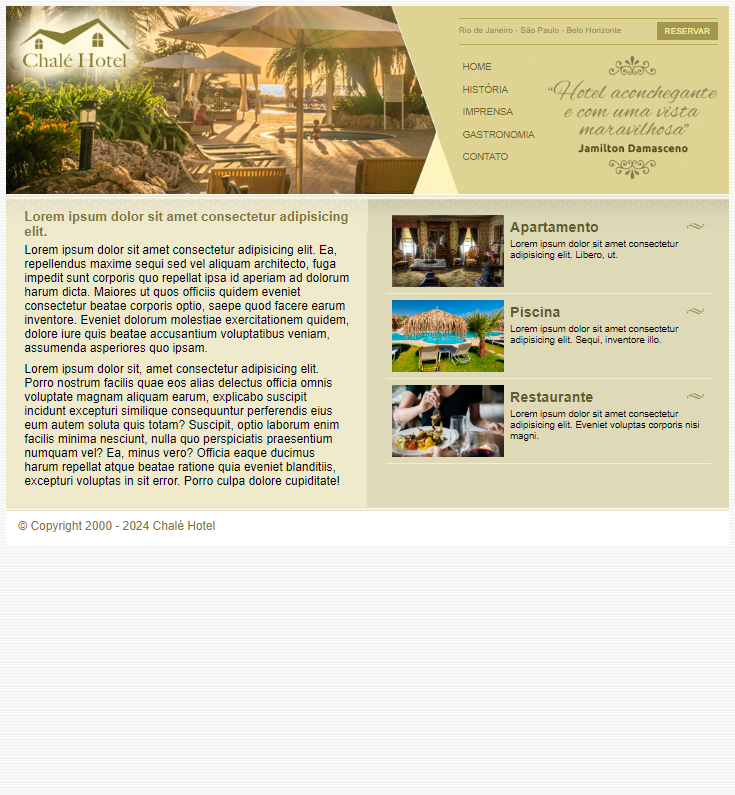 Chalé Hotel
Rio de Janeiro - São Paulo - Belo Horizonte
RESERVAR
HOME
HISTÓRIA
IMPRENSA
GASTRONOMIA
CONTATO
“Hotel aconchegante
e com uma vista
maravilhosa”
Jamilton Damasceno
Lorem ipsum dolor sit amet consectetur adipisicing
elit.
Lorem ipsum dolor sit amet consectetur adipisicing elit. Ea,
repellendus maxime sequi sed vel aliquam architecto, fuga
impedit sunt corporis quo repellat ipsa id aperiam ad dolorum
harum dicta. Maiores ut quos officiis quidem eveniet
consectetur beatae corporis optio, saepe quod facere earum
inventore. Eveniet dolorum molestiae exercitationem quidem,
dolore iure quis beatae accusantium voluptatibus veniam,
assumenda asperiores quo ipsam.
Lorem ipsum dolor sit, amet consectetur adipisicing elit.
Porro nostrum facilis quae eos alias delectus officia omnis
voluptate magnam aliquam earum, explicabo suscipit
incidunt excepturi similique consequuntur perferendis eius
eum autem soluta quis totam? Suscipit, optio laborum enim
facilis minima nesciunt, nulla quo perspiciatis praesentium
numquam vel? Ea, minus vero? Officia eaque ducimus
harum repellat atque beatae ratione quia eveniet blanditiis,
excepturi voluptas in sit error. Porro culpa dolore cupiditate!
Apartamento
Lorem ipsum dolor sit amet consectetur
adipisicing elit. Libero, ut.
Piscina
Lorem ipsum dolor sit amet consectetur
adipisicing elit. Sequi, inventore illo.
Restaurante
Lorem ipsum dolor sit amet consectetur
adipisicing elit. Eveniet voluptas corporis nisi
magni.
© Copyright 2000 - 2024 Chalé Hotel